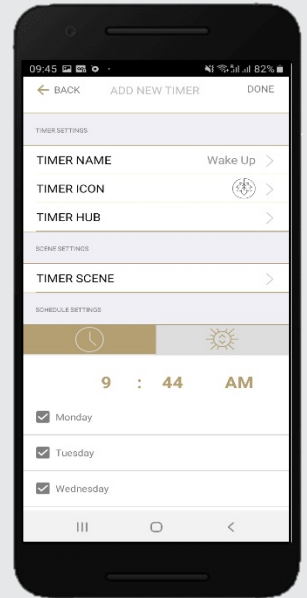 09:45 82%
BACK ADD NEW TIMER DONE
TIMER SETTINGS
TIMER NAME Wake Up
TIMER ICON
TIMER HUB
SCENE SETTINGS
TIMER SCENE
SCHEDULE SETTINGS
9 : 44 AM
Monday
Tuesday
Wednesday